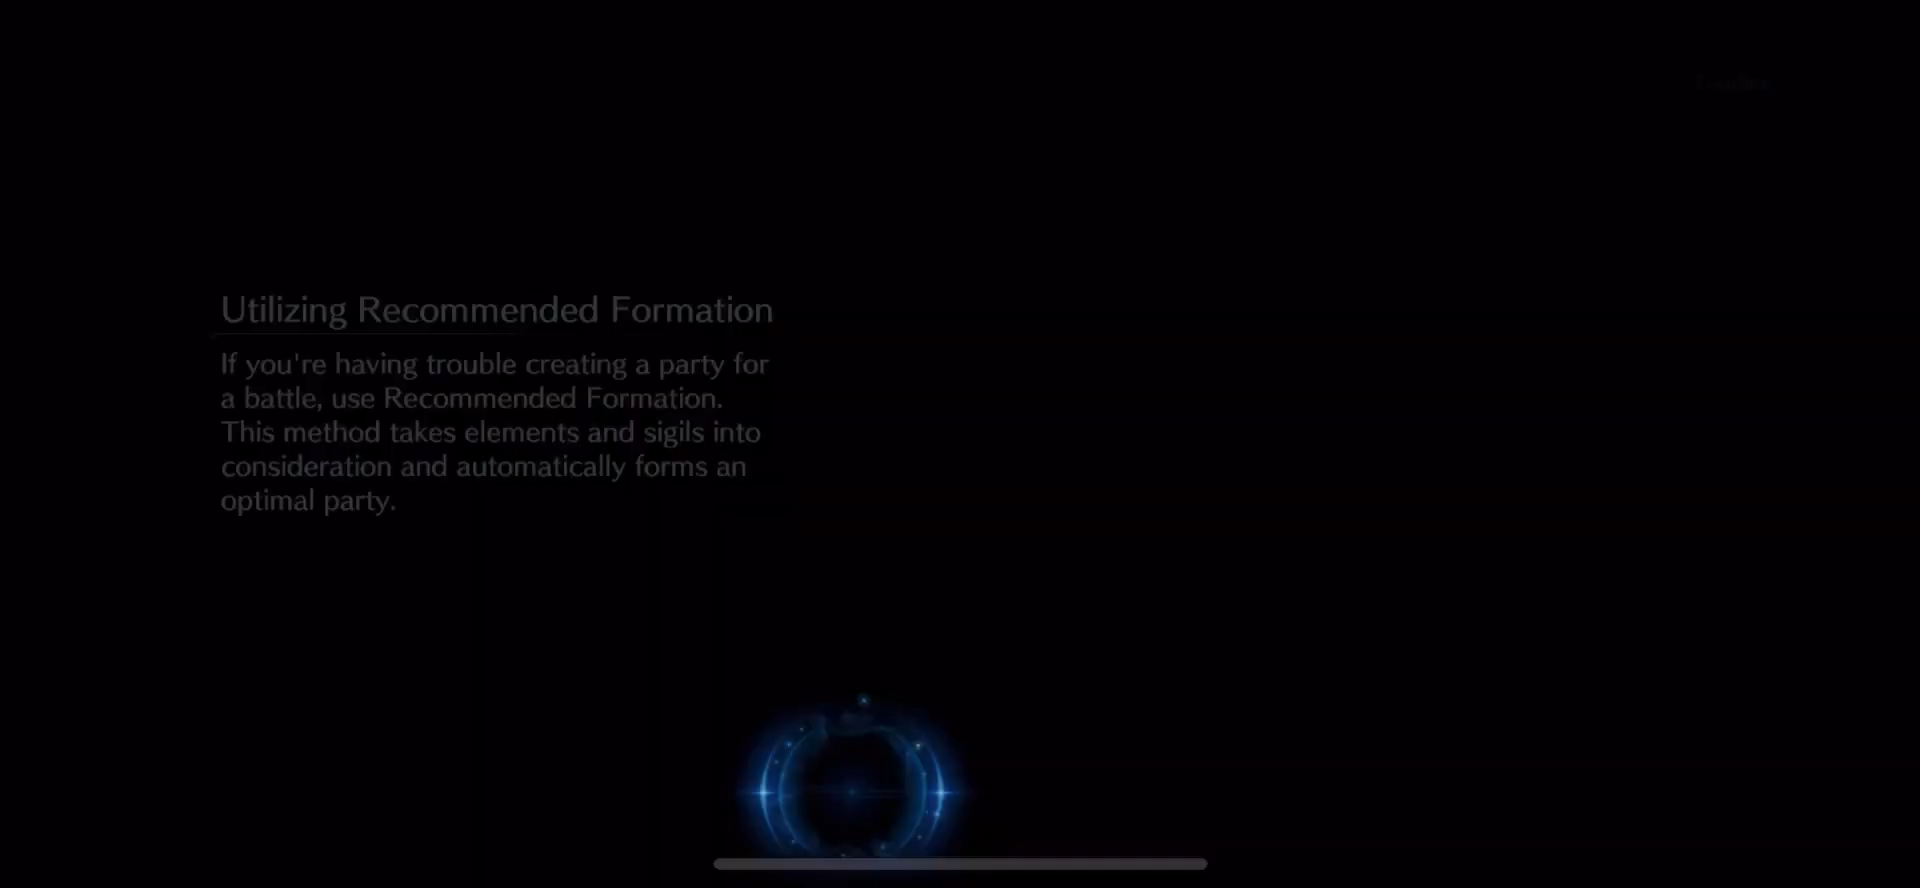 Utilizing Recommended Formation
If you're having trouble creating a party for
a battle, use Recommended Formation.
This method takes elements and sigils into
consideration and automatically forms an
optimal party.